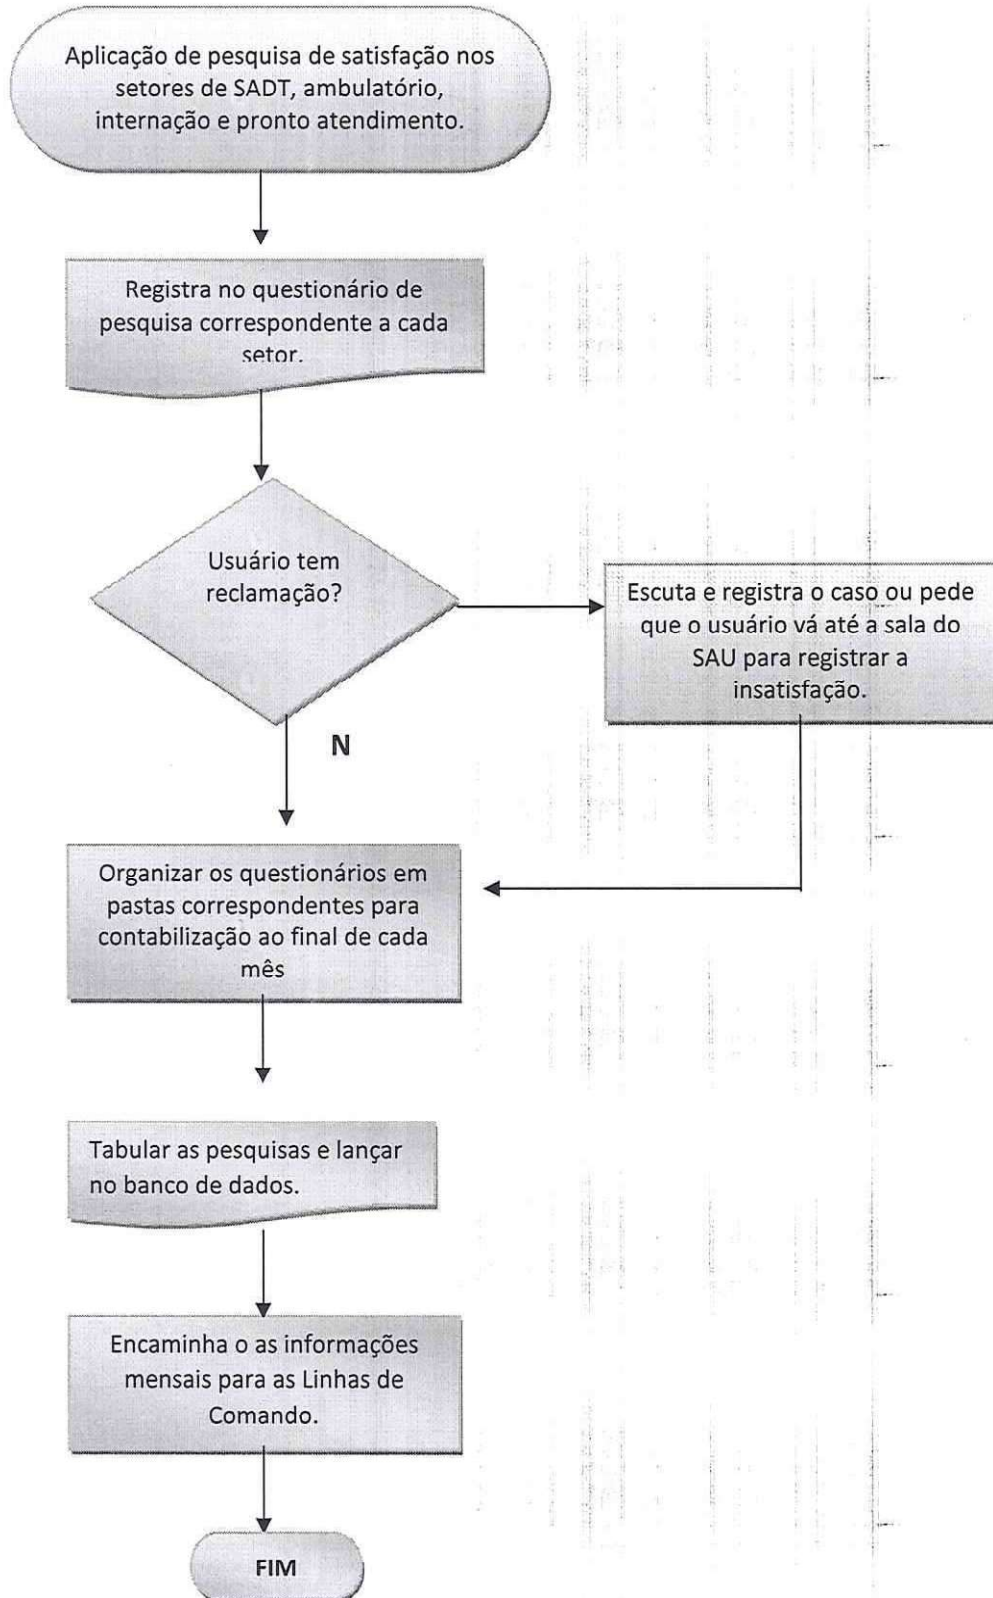 Aplicação de pesquisa de satisfação nos
setores de SADT, ambulatório,
internação e pronto atendimento.
Registra no questionário de
pesquisa correspondente a cada
setor.
Usuário tem
reclamação?
Escuta e registra o caso ou pede
que o usuário vá até a sala do
SAU para registrar a
insatisfação.
N
Organizar os questionários em
pastas correspondentes para
contabilização ao final de cada
mês
Tabular as pesquisas e lançar
no banco de dados.
Encaminha o as informações
mensais para as Linhas de
Comando.
FIM